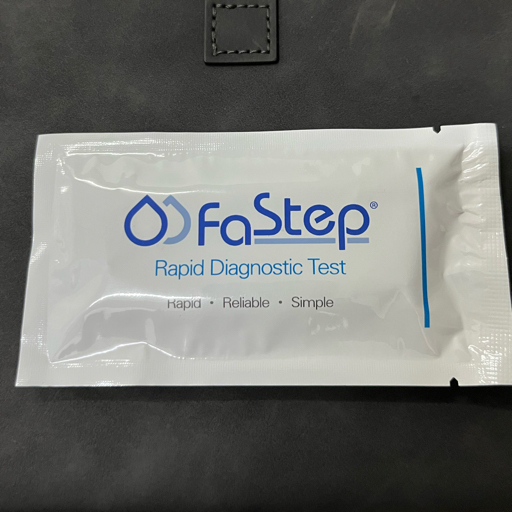 FaStep®
Rapid Diagnostic Test
Rapid • Reliable • Simple